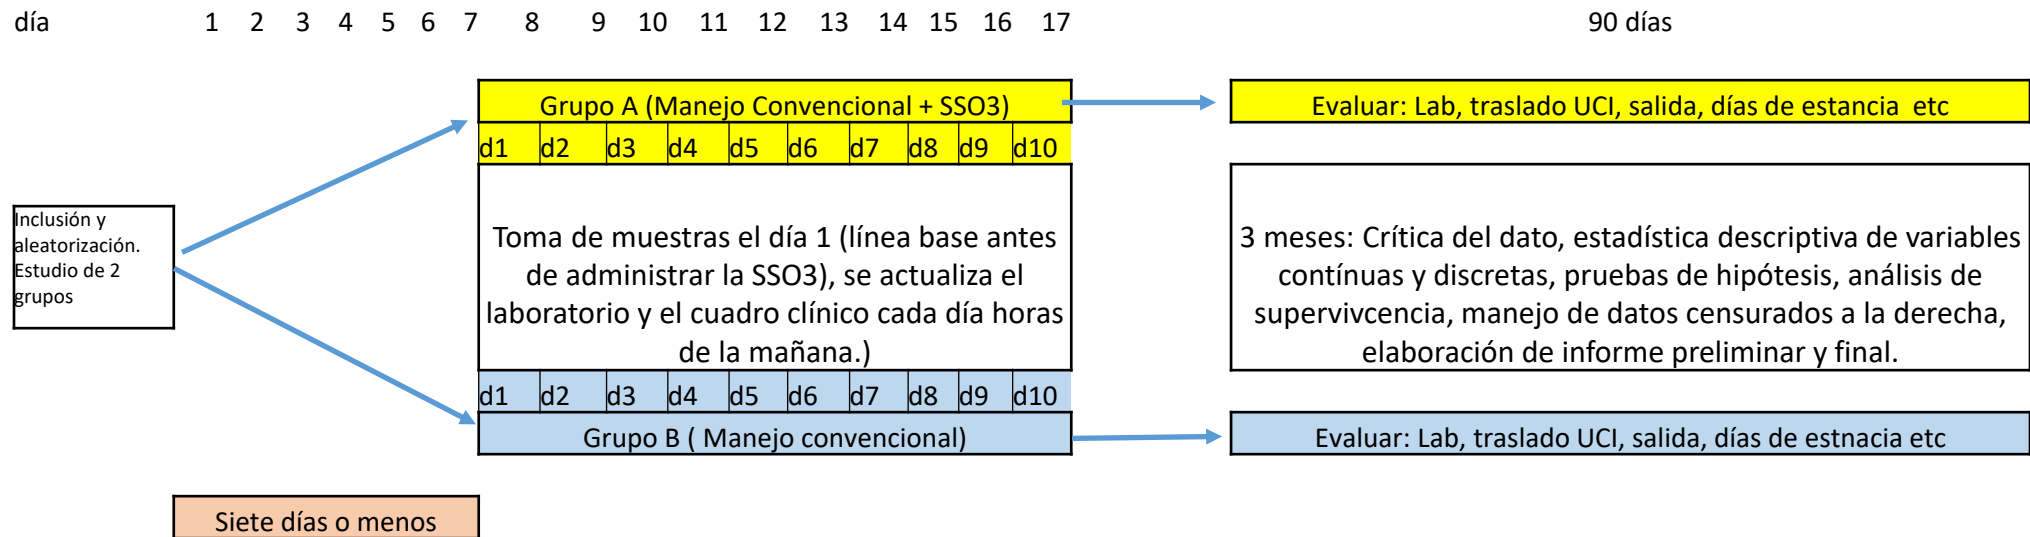 día 1 2 3 4 5 6 7 8 9 10 11 12 13 14 15 16 17 90 días
Grupo A (Manejo Convencional + SSO3)
Evaluar: Lab, traslado UCI, salida, días de estancia etc
d1 d2 d3 d4 d5 d6 d7 d8 d9 d10
Inclusión y
aleatorización.
Estudio de 2
grupos
Toma de muestras el día 1 (línea base antes
de administrar la SSO3), se actualiza el
laboratorio y el cuadro clínico cada día horas
de la mañana.)
3 meses: Crítica del dato, estadística descriptiva de variables
contínuas y discretas, pruebas de hipótesis, análisis de
supervivcencia, manejo de datos censurados a la derecha,
elaboración de informe preliminar y final.
d1 d2 d3 d4 d5 d6 d7 d8 d9 d10
Grupo B ( Manejo convencional)
Evaluar: Lab, traslado UCI, salida, días de estnacia etc
Siete días o menos